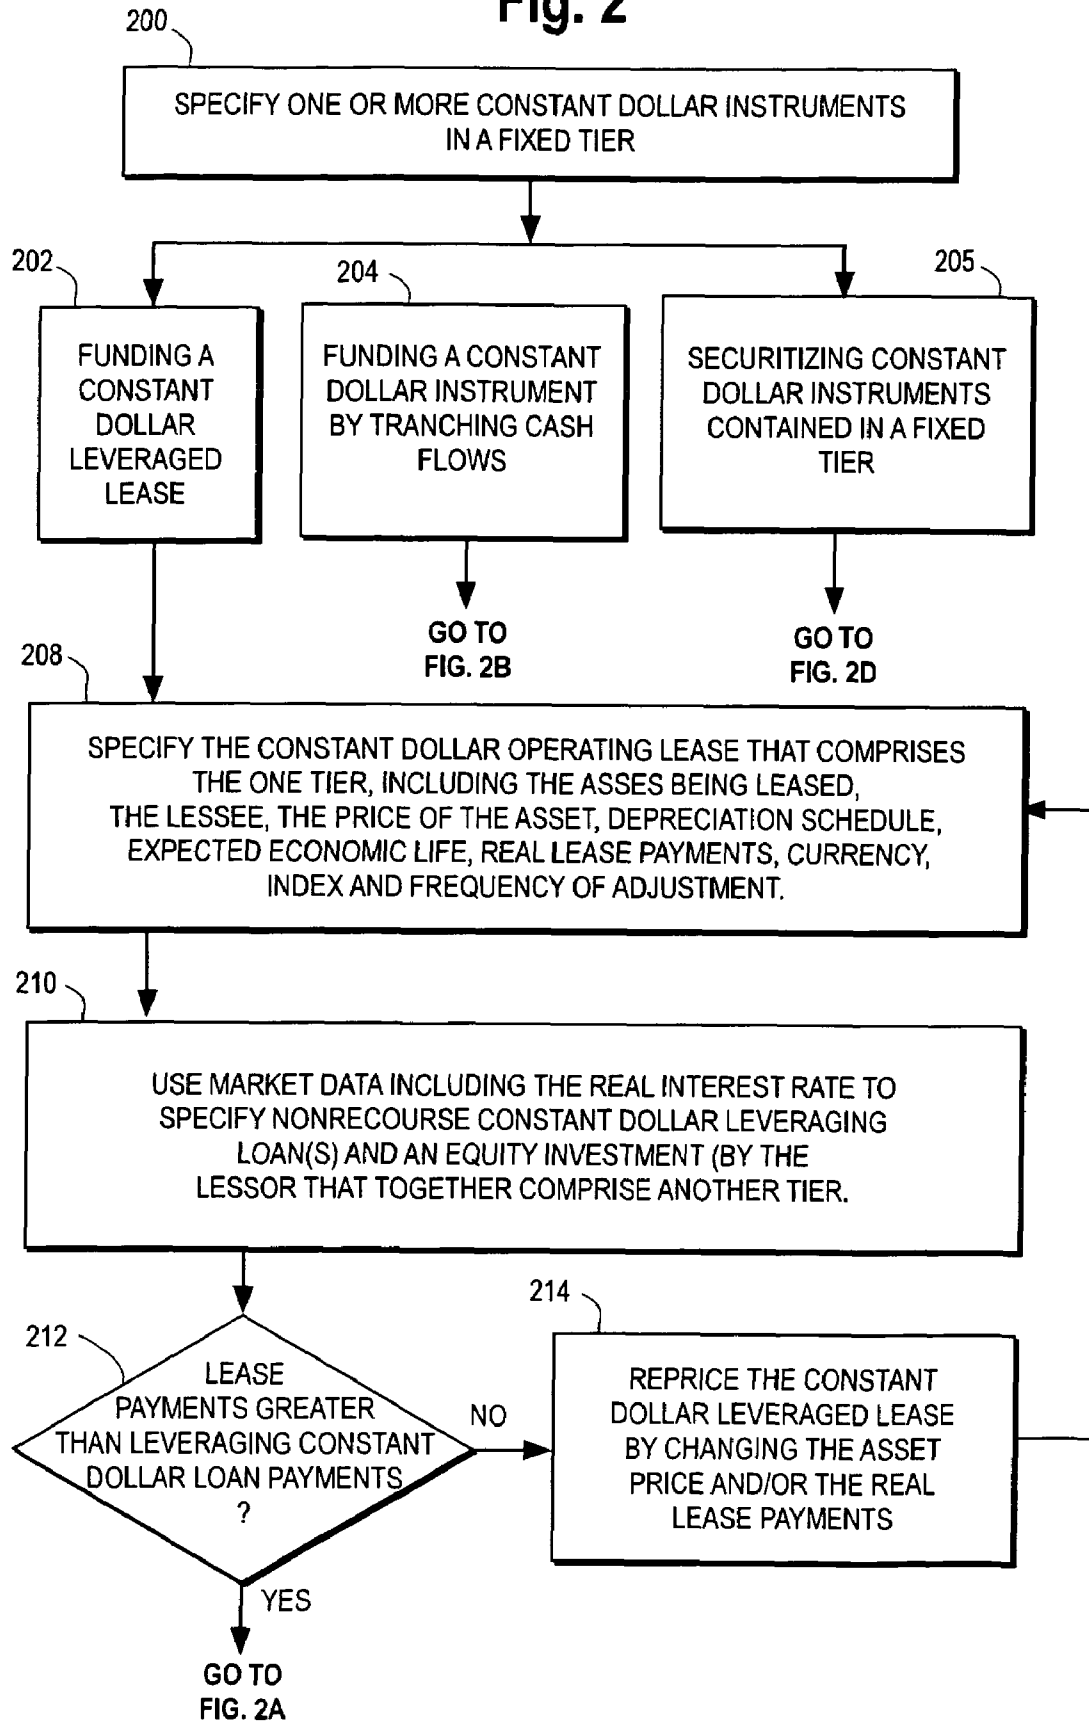 Fig. 2
200
SPECIFY ONE OR MORE CONSTANT DOLLAR INSTRUMENTS
IN A FIXED TIER
202
FUNDING A
CONSTANT
DOLLAR
LEVERAGED
LEASE
204
FUNDING A CONSTANT
DOLLAR INSTRUMENT
BY TRANCHING CASH
FLOWS
205
SECURITIZING CONSTANT
DOLLAR INSTRUMENTS
CONTAINED IN A FIXED
TIER
GO TO
FIG. 2B
GO TO
FIG. 2D
208
SPECIFY THE CONSTANT DOLLAR OPERATING LEASE THAT COMPRISES
THE ONE TIER, INCLUDING THE ASSES BEING LEASED,
THE LESSEE, THE PRICE OF THE ASSET, DEPRECIATION SCHEDULE,
EXPECTED ECONOMIC LIFE, REAL LEASE PAYMENTS, CURRENCY,
INDEX AND FREQUENCY OF ADJUSTMENT.
210
USE MARKET DATA INCLUDING THE REAL INTEREST RATE TO
SPECIFY NONRECOURSE CONSTANT DOLLAR LEVERAGING
LOAN(S) AND AN EQUITY INVESTMENT (BY THE
LESSOR THAT TOGETHER COMPRISE ANOTHER TIER.
212
LEASE
PAYMENTS GREATER
THAN LEVERAGING CONSTANT
DOLLAR LOAN PAYMENTS
?
NO
214
REPRICE THE CONSTANT
DOLLAR LEVERAGED LEASE
BY CHANGING THE ASSET
PRICE AND/OR THE REAL
LEASE PAYMENTS
YES
GO TO
FIG. 2A